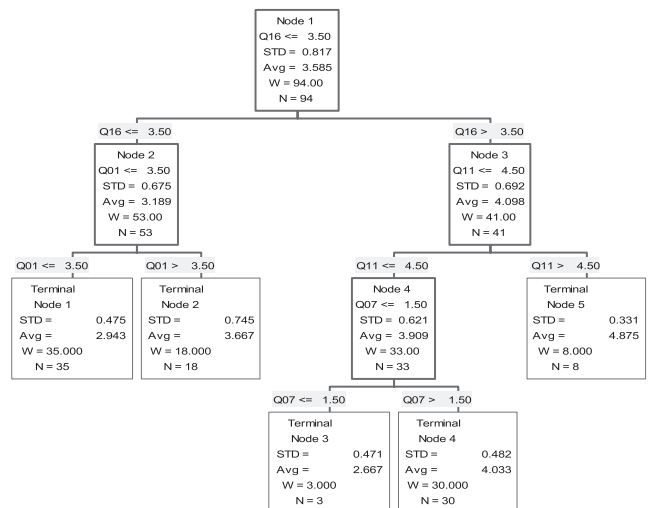 Node 1
Q16 <= 3.50
STD = 0.817
Avg = 3.585
W = 94.00
N = 94
Q16 <= 3.50
Q16 > 3.50
Node 2
Q01 <= 3.50
STD = 0.675
Avg = 3.189
W = 53.00
N = 53
Node 3
Q11 <= 4.50
STD = 0.692
Avg = 4.098
W = 41.00
N = 41
Q01 <= 3.50
Q01 > 3.50
Q11 <= 4.50
Q11 > 4.50
Terminal
Node 1
STD = 0.475
Avg = 2.943
W = 35.000
N = 35
Terminal
Node 2
STD = 0.745
Avg = 3.667
W = 18.000
N = 18
Node 4
Q07 <= 1.50
STD = 0.621
Avg = 3.909
W = 33.00
N = 33
Terminal
Node 5
STD = 0.331
Avg = 4.875
W = 8.000
N = 8
Q07 <= 1.50
Q07 > 1.50
Terminal
Node 3
STD = 0.471
Avg = 2.667
W = 3.000
N = 3
Terminal
Node 4
STD = 0.482
Avg = 4.033
W = 30.000
N = 30